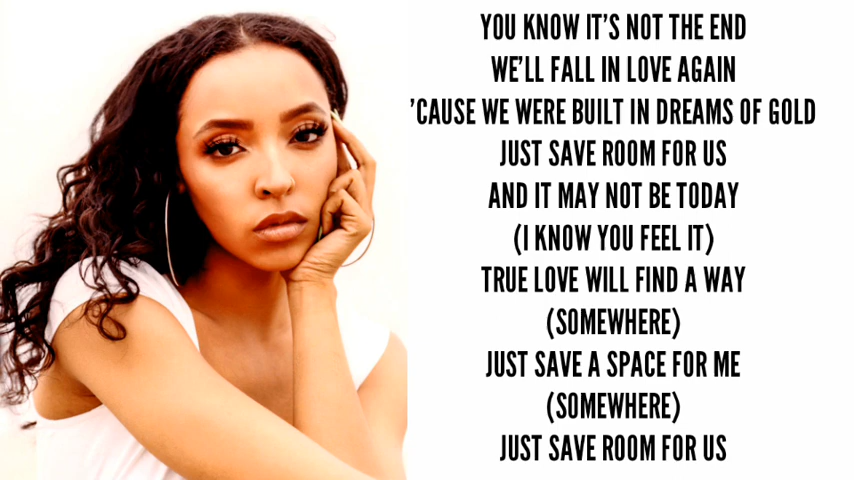 YOU KNOW IT'S NOT THE END
WE'LL FALL IN LOVE AGAIN
'CAUSE WE WERE BUILT IN DREAMS OF GOLD
JUST SAVE ROOM FOR US
AND IT MAY NOT BE TODAY
(I KNOW YOU FEEL IT)
TRUE LOVE WILL FIND A WAY
(SOMEWHERE)
JUST SAVE A SPACE FOR ME
(SOMEWHERE)
JUST SAVE ROOM FOR US